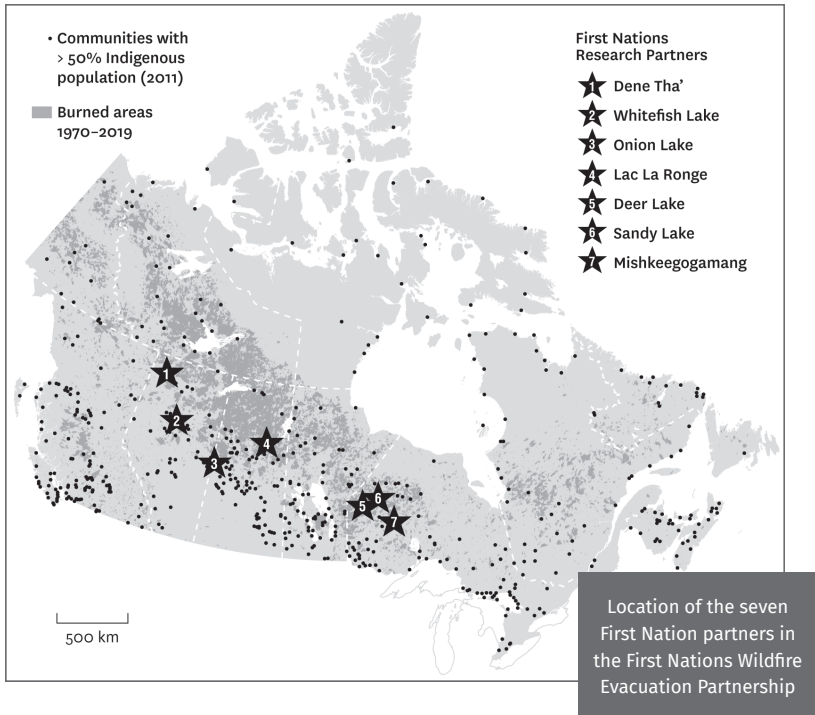 • Communities with
> 50% Indigenous
population (2011)
Burned areas
1970–2019
First Nations
Research Partners
1 Dene Tha’
2 Whitefish Lake
3 Onion Lake
4 Lac La Ronge
5 Deer Lake
6 Sandy Lake
7 Mishkeegogamang
1
2
3
4
5
6
7
500 km
Location of the seven
First Nation partners in
the First Nations Wildfire
Evacuation Partnership